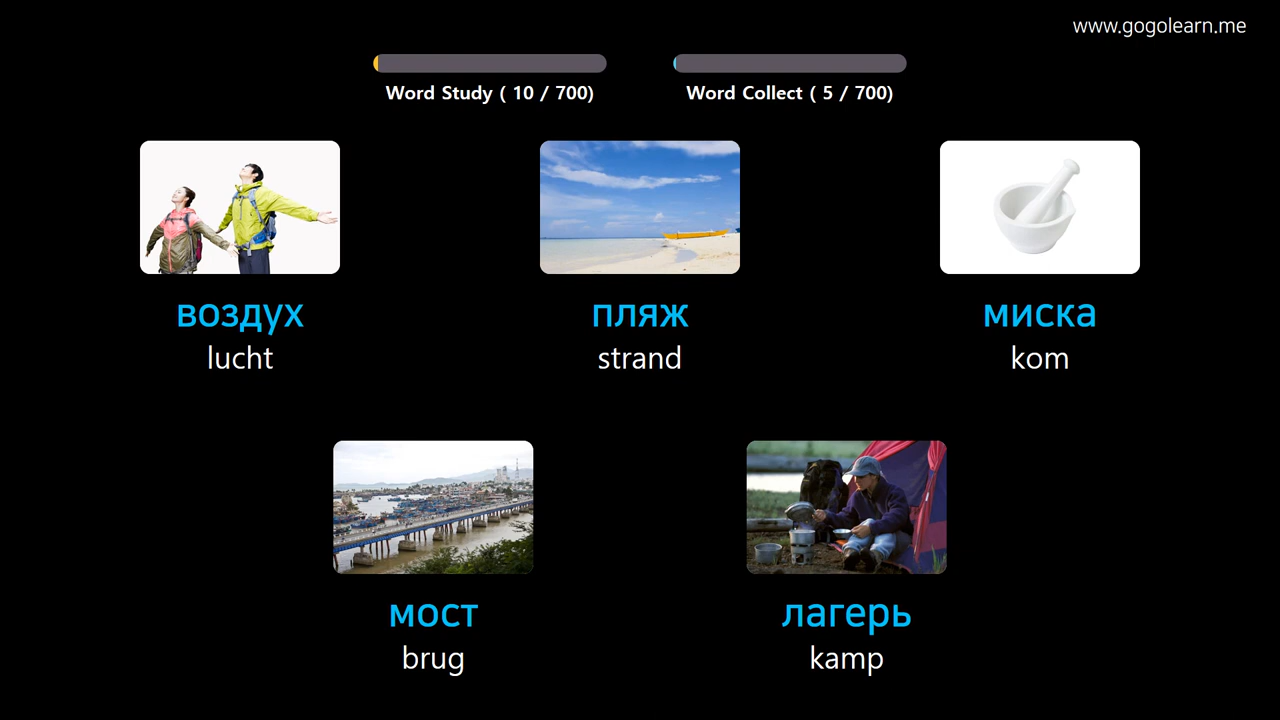 www.gogolearn.me
Word Study ( 10 / 700)
Word Collect ( 5 / 700)
воздух
lucht
пляж
strand
миска
kom
мост
brug
лагерь
kamp